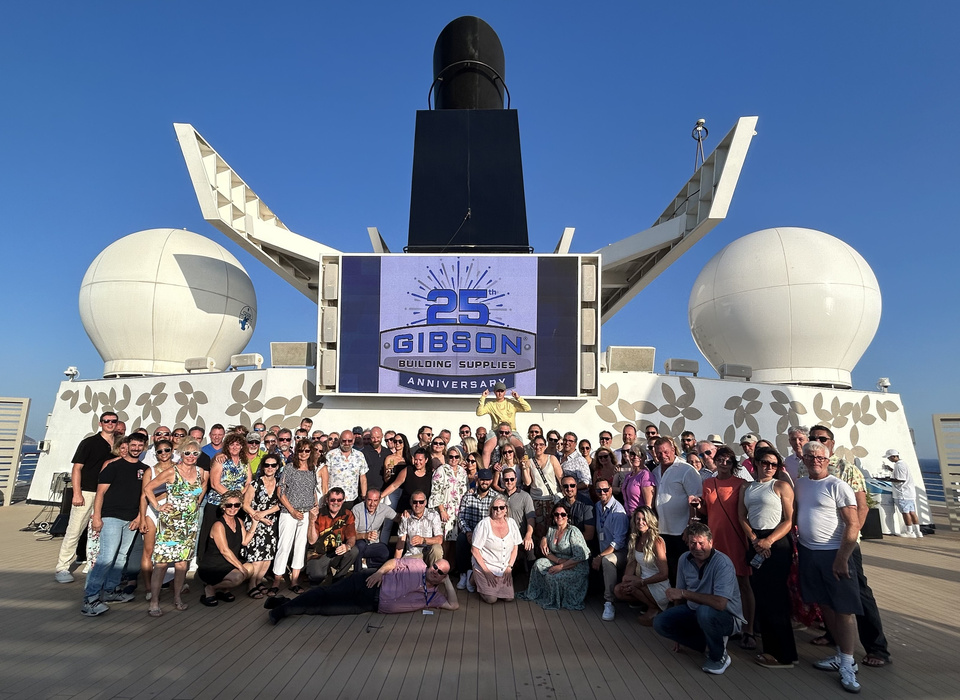 25th
GIBSON®
BUILDING SUPPLIES
ANNIVERSARY